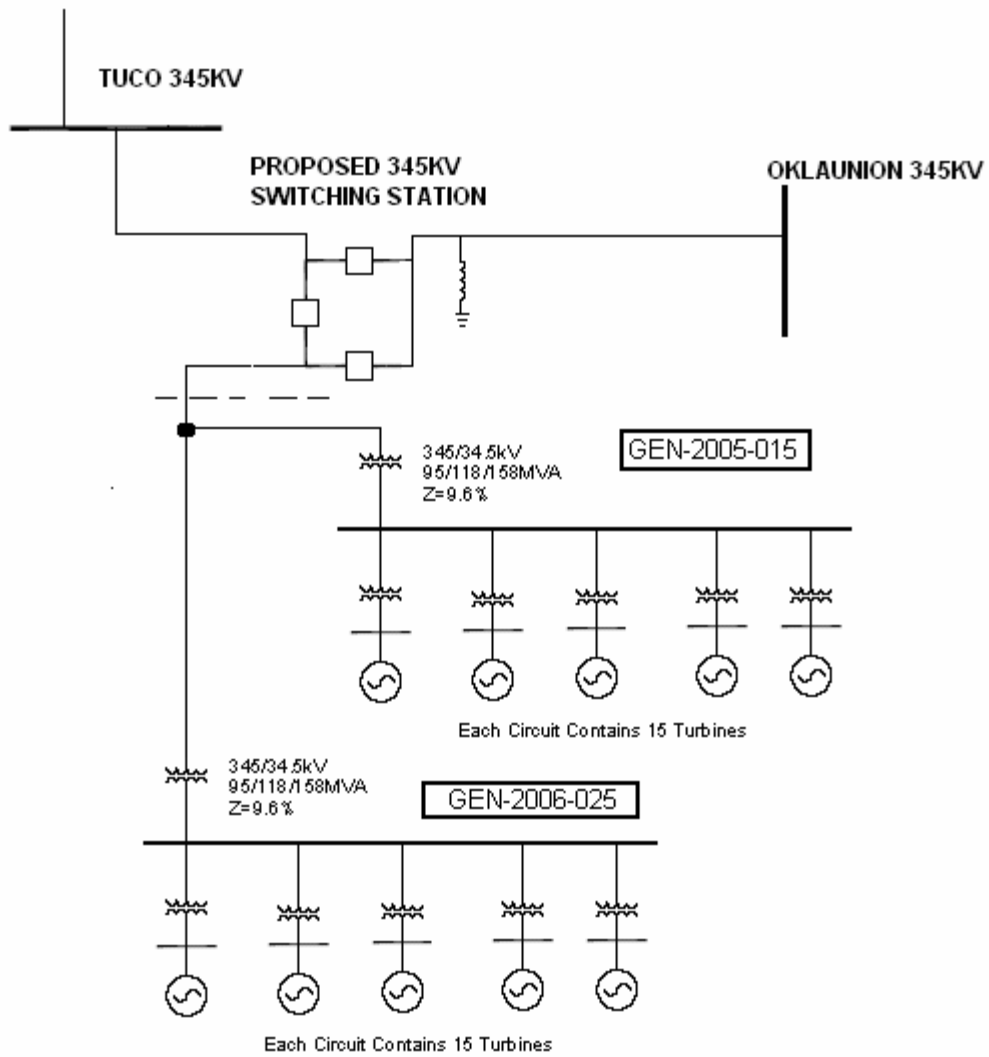 TUCO 345KV
PROPOSED 345KV
SWITCHING STATION
OKLAUNION 345KV
345/34.5kV
95/118/158MVA
Z=9.6%
GEN-2005-015
Each Circuit Contains 15 Turbines
345/34.5kV
95/118/158MVA
Z=9.6%
GEN-2006-025
Each Circuit Contains 15 Turbines